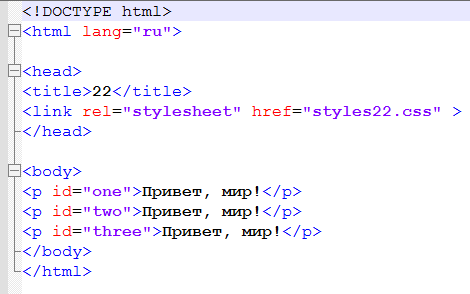 <!DOCTYPE html>
<html lang="ru">
<head>
<title>22</title>
<link rel="stylesheet" href="styles22.css" >
</head>
<body>
<p id="one">Привет, мир!</p>
<p id="two">Привет, мир!</p>
<p id="three">Привет, мир!</p>
</body>
</html>